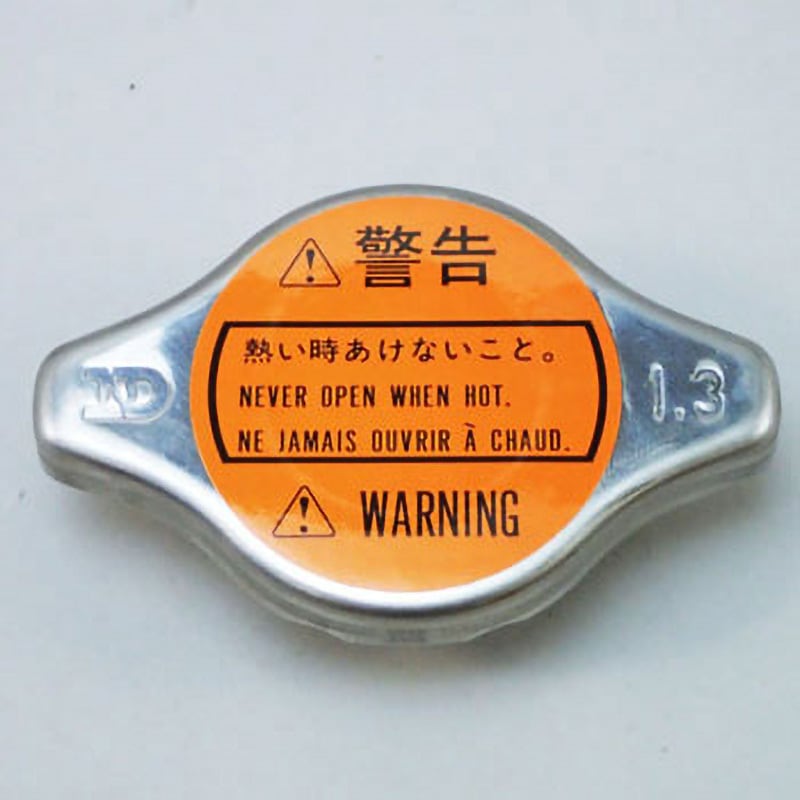 警告
熱い時あけないこと。
NEVER OPEN WHEN HOT.
NE JAMAIS OUVRIR À CHAUD.
WARNING
1.3